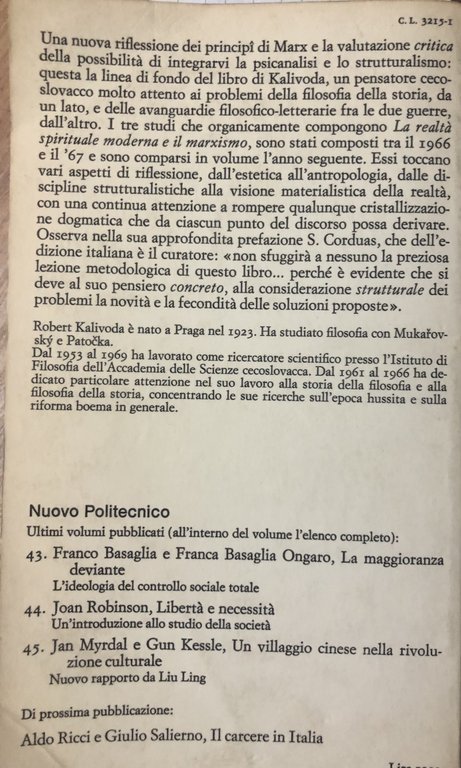 C. L. 3215-1
Una nuova riflessione dei principî di Marx e la valutazione critica
della possibilità di integrarvi la psicanalisi e lo strutturalismo:
questa la linea di fondo del libro di Kalivoda, un pensatore ceco-
slovacco molto attento ai problemi della filosofia della storia, da
un lato, e delle avanguardie filosofico-letterarie fra le due guerre,
dall'altro. I tre studi che organicamente compongono La realtà
spirituale moderna e il marxismo, sono stati composti tra il 1966
e il '67 e sono comparsi in volume l'anno seguente. Essi toccano
vari aspetti di riflessione, dall'estetica all'antropologia, dalle di-
scipline strutturalistiche alla visione materialistica della realtà,
con una continua attenzione a rompere qualunque cristallizzazio-
ne dogmatica che da ciascun punto del discorso possa derivare.
Osserva nella sua approfondita prefazione S. Corduas, che dell'e-
dizione italiana è il curatore: «non sfuggirà a nessuno la preziosa
lezione metodologica di questo libro... perché è evidente che si
deve al suo pensiero concreto, alla considerazione strutturale dei
problemi la novità e la fecondità delle soluzioni proposte».
Robert Kalivoda è nato a Praga nel 1923. Ha studiato filosofia con Mukařov-
ský e Patočka.
Dal 1953 al 1969 ha lavorato come ricercatore scientifico presso l'Istituto di
Filosofia dell'Accademia delle Scienze cecoslovacca. Dal 1961 al 1966 ha de-
dicato particolare attenzione nel suo lavoro alla storia della filosofia e alla
filosofia della storia, concentrando le sue ricerche sull'epoca hussita e sulla
riforma boema in generale.
Nuovo Politecnico
Ultimi volumi pubblicati (all'interno del volume l'elenco completo):
43. Franco Basaglia e Franca Basaglia Ongaro, La maggioranza
deviante
L'ideologia del controllo sociale totale
44. Joan Robinson, Libertà e necessità
Un'introduzione allo studio della società
45. Jan Myrdal e Gun Kessle, Un villaggio cinese nella rivolu-
zione culturale
Nuovo rapporto da Liu Ling
Di prossima pubblicazione:
Aldo Ricci e Giulio Salierno, Il carcere in Italia